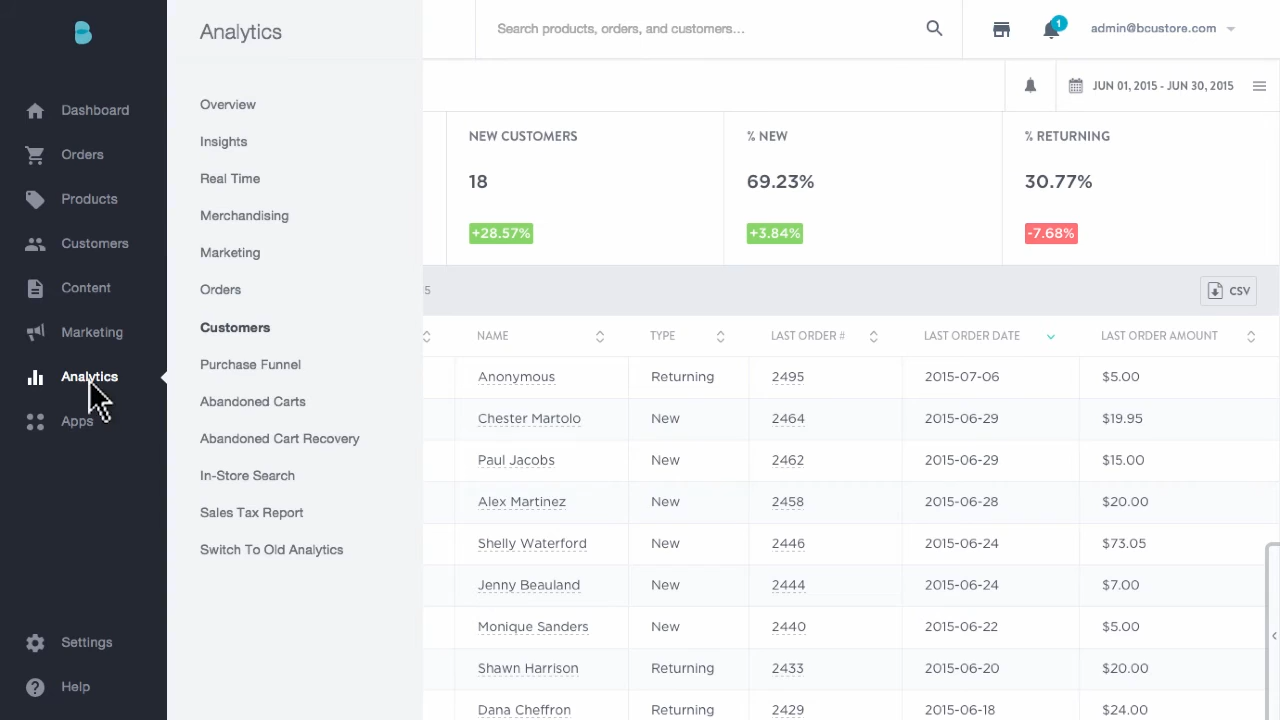 Analytics
Search products, orders, and customers...
1
admin@bcustore.com
Dashboard
Orders
Products
Customers
Content
Marketing
Analytics
Apps
Settings
Help
Overview
Insights
Real Time
Merchandising
Marketing
Orders
Customers
Purchase Funnel
Abandoned Carts
Abandoned Cart Recovery
In-Store Search
Sales Tax Report
Switch To Old Analytics
JUN 01, 2015 - JUN 30, 2015
NEW CUSTOMERS
18
+28.57%
% NEW
69.23%
+3.84%
% RETURNING
30.77%
-7.68%
5
CSV
NAME TYPE LAST ORDER # LAST ORDER DATE LAST ORDER AMOUNT
Anonymous Returning 2495 2015-07-06 $5.00
Chester Martolo New 2464 2015-06-29 $19.95
Paul Jacobs New 2462 2015-06-29 $15.00
Alex Martinez New 2458 2015-06-28 $20.00
Shelly Waterford New 2446 2015-06-24 $73.05
Jenny Beauland New 2444 2015-06-24 $7.00
Monique Sanders New 2440 2015-06-22 $5.00
Shawn Harrison Returning 2433 2015-06-20 $20.00
Dana Cheffron Returning 2429 2015-06-18 $24.00